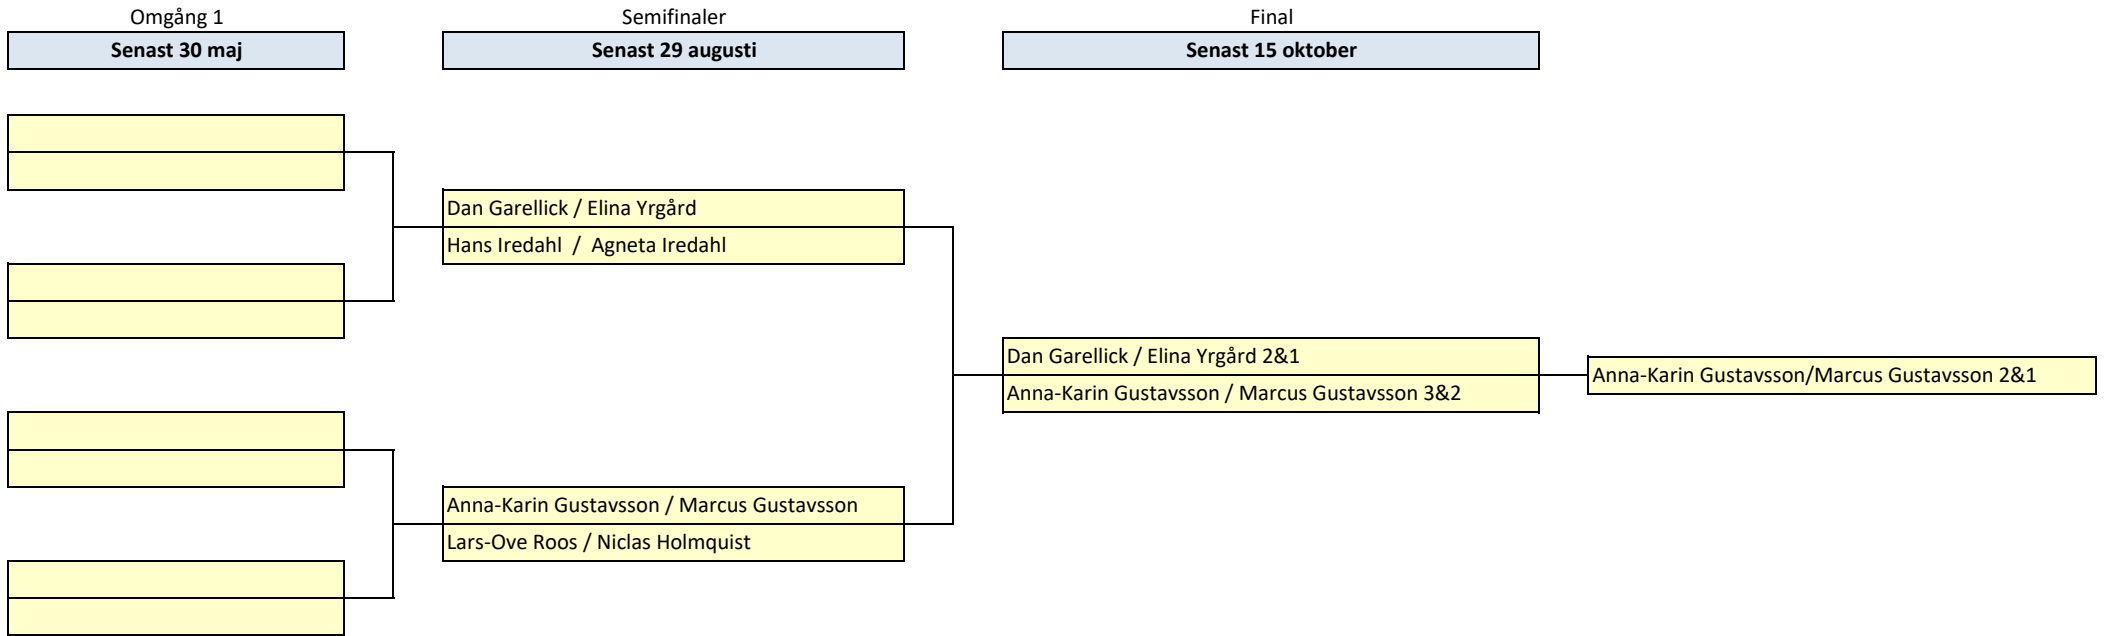 Omgång 1
Semifinaler
Final
Senast 30 maj
Senast 29 augusti
Senast 15 oktober
Dan Garellick / Elina Yrgård
Hans Iredahl  /  Agneta Iredahl
Dan Garellick / Elina Yrgård 2&1
Anna-Karin Gustavsson / Marcus Gustavsson 3&2
Anna-Karin Gustavsson/Marcus Gustavsson 2&1
Anna-Karin Gustavsson / Marcus Gustavsson
Lars-Ove Roos / Niclas Holmquist